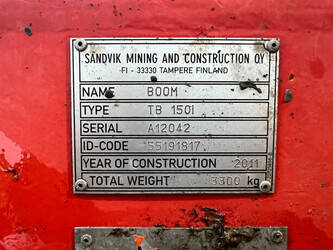 SANDVIK MINING AND CONSTRUCTION OY
FI - 33330 TAMPERE FINLAND
NAME BOOM
TYPE TB 150i
SERIAL A12042
ID-CODE 55191817
YEAR OF CONSTRUCTION 2011
TOTAL WEIGHT 3300 kg